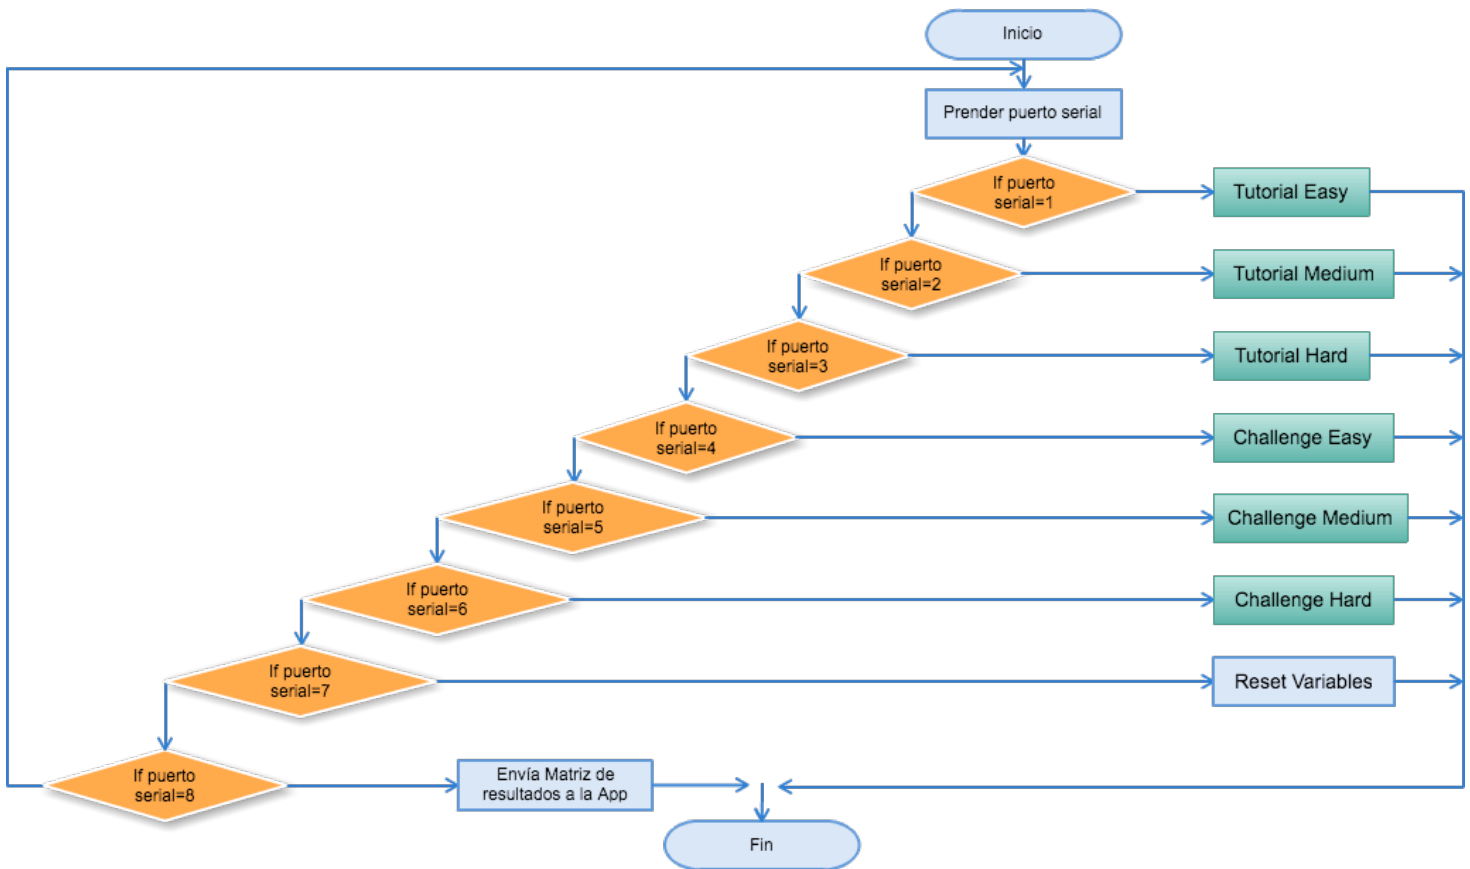 Inicio
Prender puerto serial
If puerto
serial=1
Tutorial Easy
If puerto
serial=2
Tutorial Medium
If puerto
serial=3
Tutorial Hard
If puerto
serial=4
Challenge Easy
If puerto
serial=5
Challenge Medium
If puerto
serial=6
Challenge Hard
If puerto
serial=7
Reset Variables
If puerto
serial=8
Envía Matriz de
resultados a la App
Fin